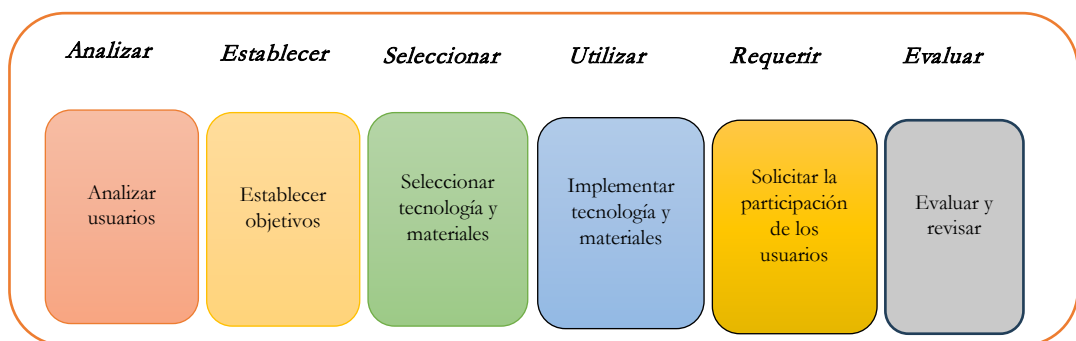 Analizar Establecer Seleccionar Utilizar Requerir Evaluar
Analizar
usuarios
Establecer
objetivos
Seleccionar
tecnología y
materiales
Implementar
tecnología y
materiales
Solicitar la
participación
de los
usuarios
Evaluar y
revisar